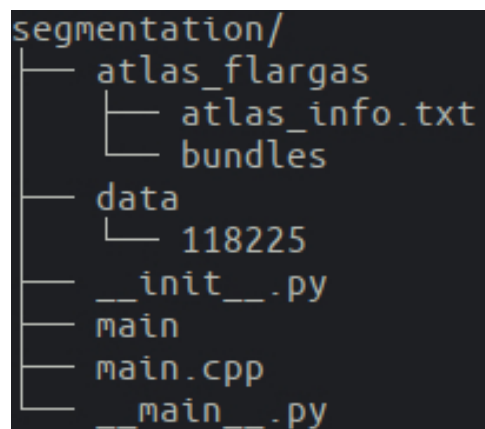 segmentation/
├── atlas_flargas
│   ├── atlas_info.txt
│   └── bundles
├── data
│   └── 118225
├── __init__.py
├── main
├── main.cpp
└── __main__.py